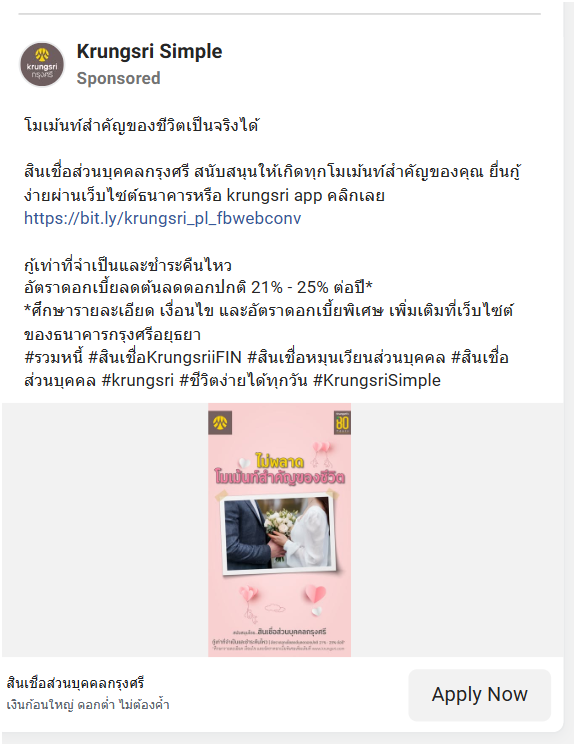 Krungsri Simple
Sponsored
krungsri
กรุงศรี
โมเม้นท์สำคัญของชีวิตเป็นจริงได้
สินเชื่อส่วนบุคคลกรุงศรี สนับสนุนให้เกิดทุกโมเม้นท์สำคัญของคุณ ยื่นกู้
ง่ายผ่านเว็บไซต์ธนาคารหรือ krungsri app คลิกเลย
https://bit.ly/krungsri_pl_fbwebconv
กู้เท่าที่จำเป็นและชำระคืนไหว
อัตราดอกเบี้ยลดต้นลดดอกปกติ 21% - 25% ต่อปี*
*ศึกษารายละเอียด เงื่อนไข และอัตราดอกเบี้ยพิเศษ เพิ่มเติมที่เว็บไซต์
ของธนาคารกรุงศรีอยุธยา
#รวมหนี้ #สินเชื่อKrungsriiFIN #สินเชื่อหมุนเวียนส่วนบุคคล #สินเชื่อ
ส่วนบุคคล #krungsri #ชีวิตง่ายได้ทุกวัน #KrungsriSimple
80
ไม่พลาด
โมเม้นท์สำคัญของชีวิต
สินเชื่อส่วนบุคคลกรุงศรี
สินเชื่อส่วนบุคคลกรุงศรี
เงินก้อนใหญ่ ดอกต่ำ ไม่ต้องค้ำ
Apply Now